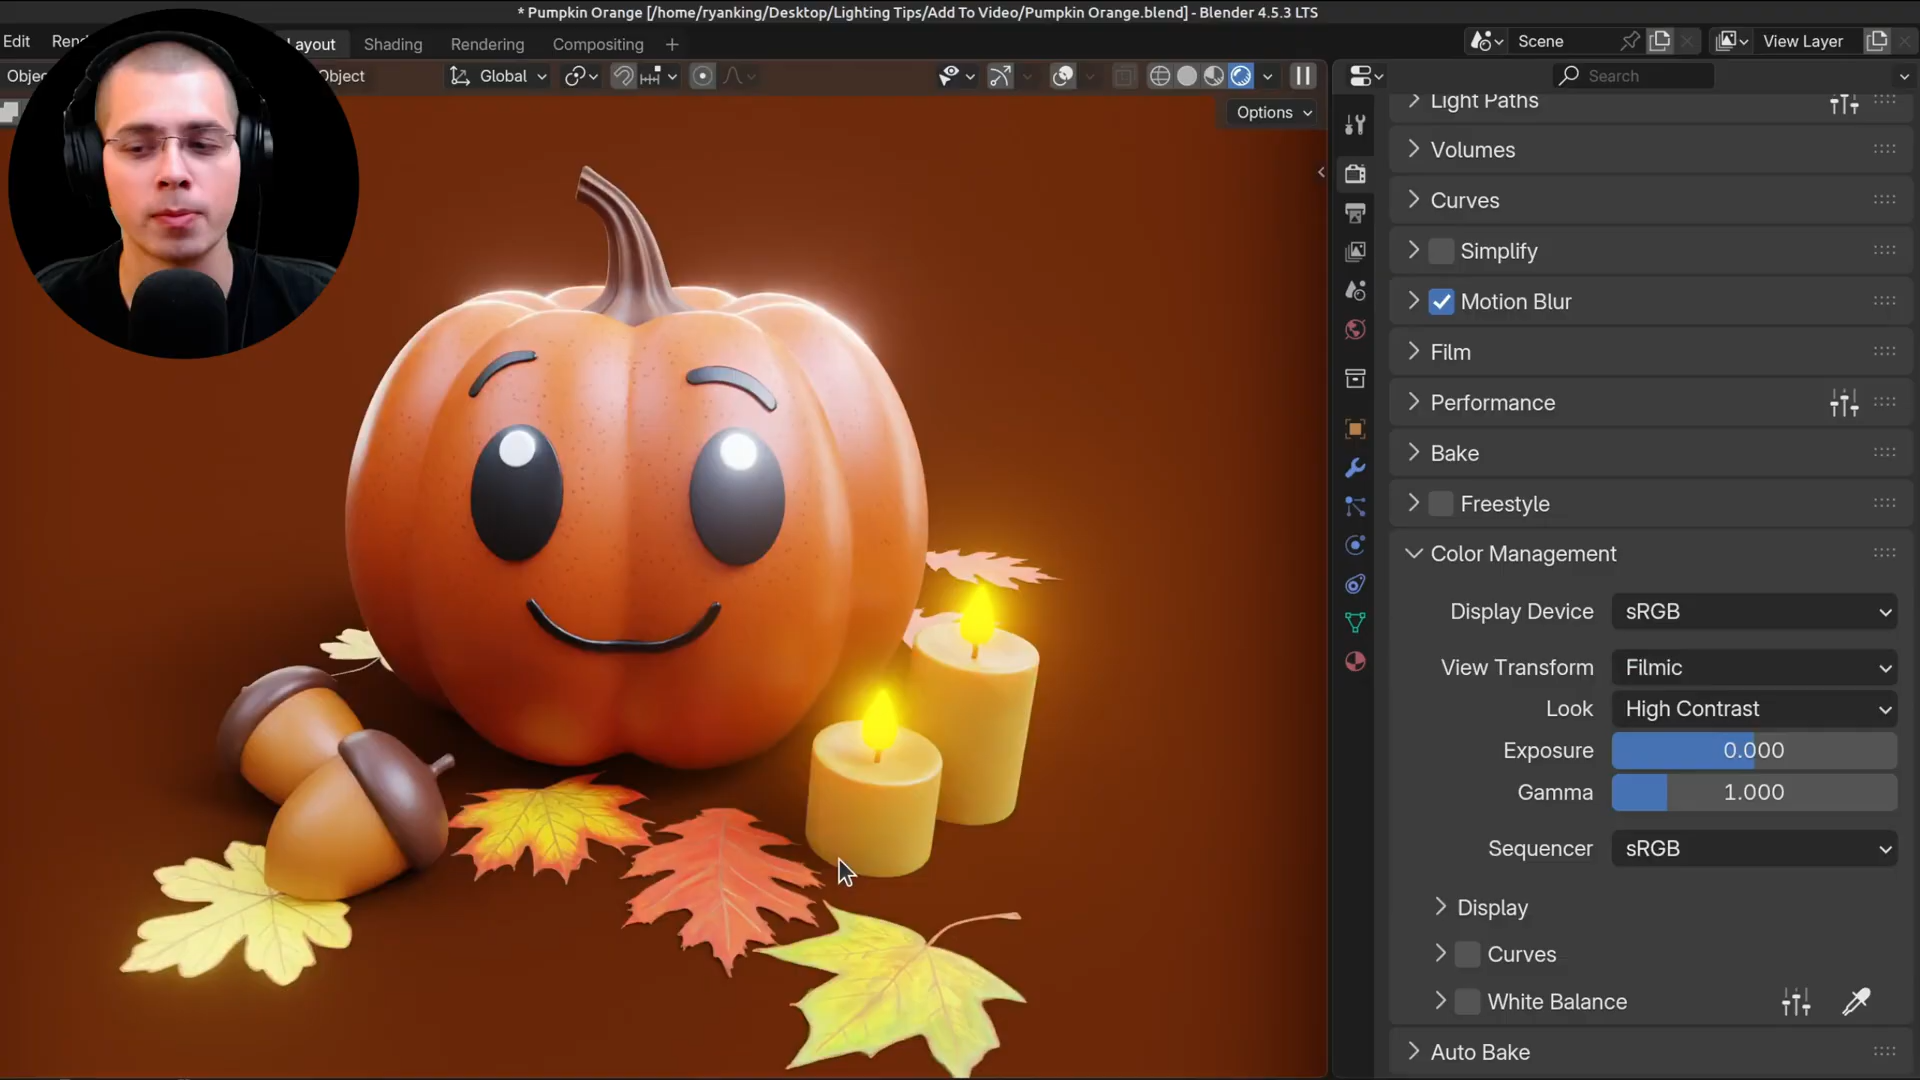 * Pumpkin Orange [/home/ryanking/Desktop/Lighting Tips/Add To Video/Pumpkin Orange.blend] - Blender 4.5.3 LTS
Edit
Layout
Shading
Rendering
Compositing
+
Scene
View Layer
Object
Global
Search
Options
Light Paths
Volumes
Curves
Simplify
Motion Blur
Film
Performance
Bake
Freestyle
Color Management
Display Device sRGB
View Transform Filmic
Look High Contrast
Exposure 0.000
Gamma 1.000
Sequencer sRGB
Display
Curves
White Balance
Auto Bake